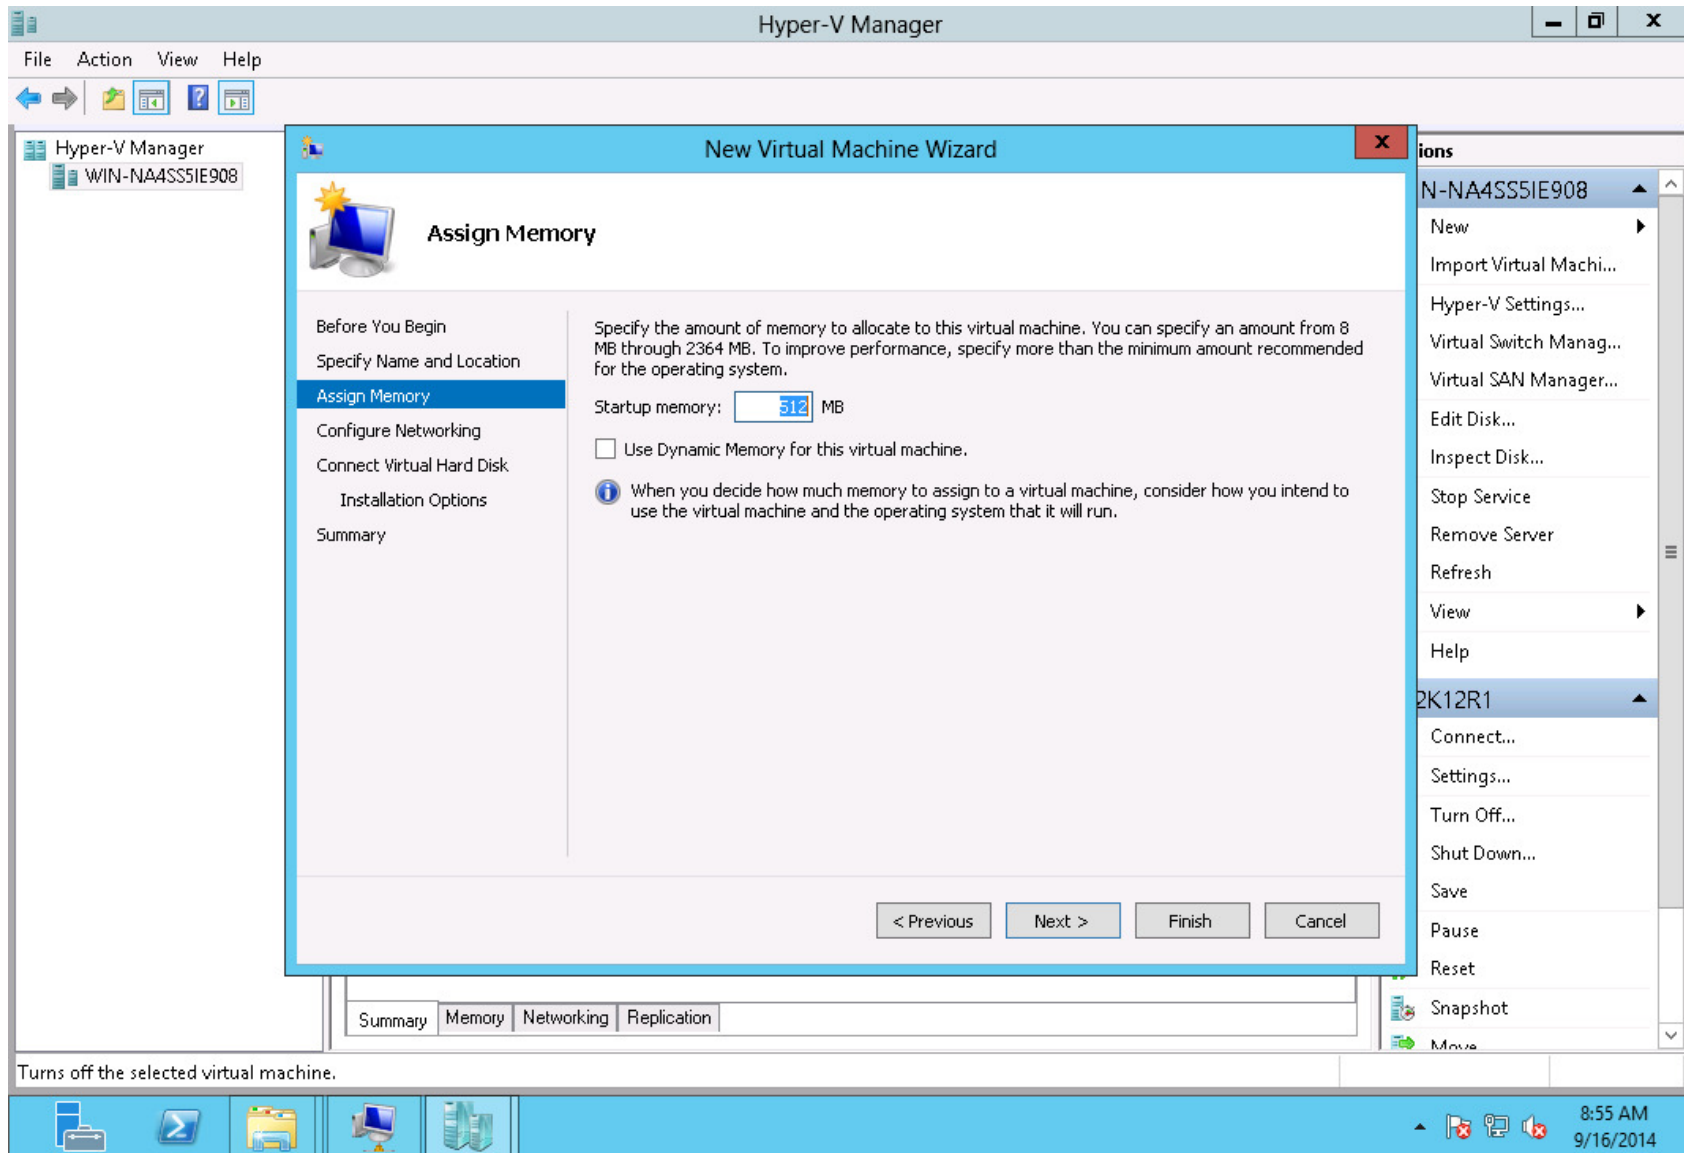 Hyper-V Manager
File Action View Help
Hyper-V Manager
WIN-NA4SS5IE908
New Virtual Machine Wizard
Assign Memory
Before You Begin
Specify Name and Location
Assign Memory
Configure Networking
Connect Virtual Hard Disk
Installation Options
Summary
Specify the amount of memory to allocate to this virtual machine. You can specify an amount from 8
MB through 2364 MB. To improve performance, specify more than the minimum amount recommended
for the operating system.
Startup memory: 512 MB
Use Dynamic Memory for this virtual machine.
When you decide how much memory to assign to a virtual machine, consider how you intend to
use the virtual machine and the operating system that it will run.
< Previous Next > Finish Cancel
Summary Memory Networking Replication
ions
N-NA4SS5IE908
New
Import Virtual Machi...
Hyper-V Settings...
Virtual Switch Manag...
Virtual SAN Manager...
Edit Disk...
Inspect Disk...
Stop Service
Remove Server
Refresh
View
Help
2K12R1
Connect...
Settings...
Turn Off...
Shut Down...
Save
Pause
Reset
Snapshot
Move
Turns off the selected virtual machine.
8:55 AM
9/16/2014